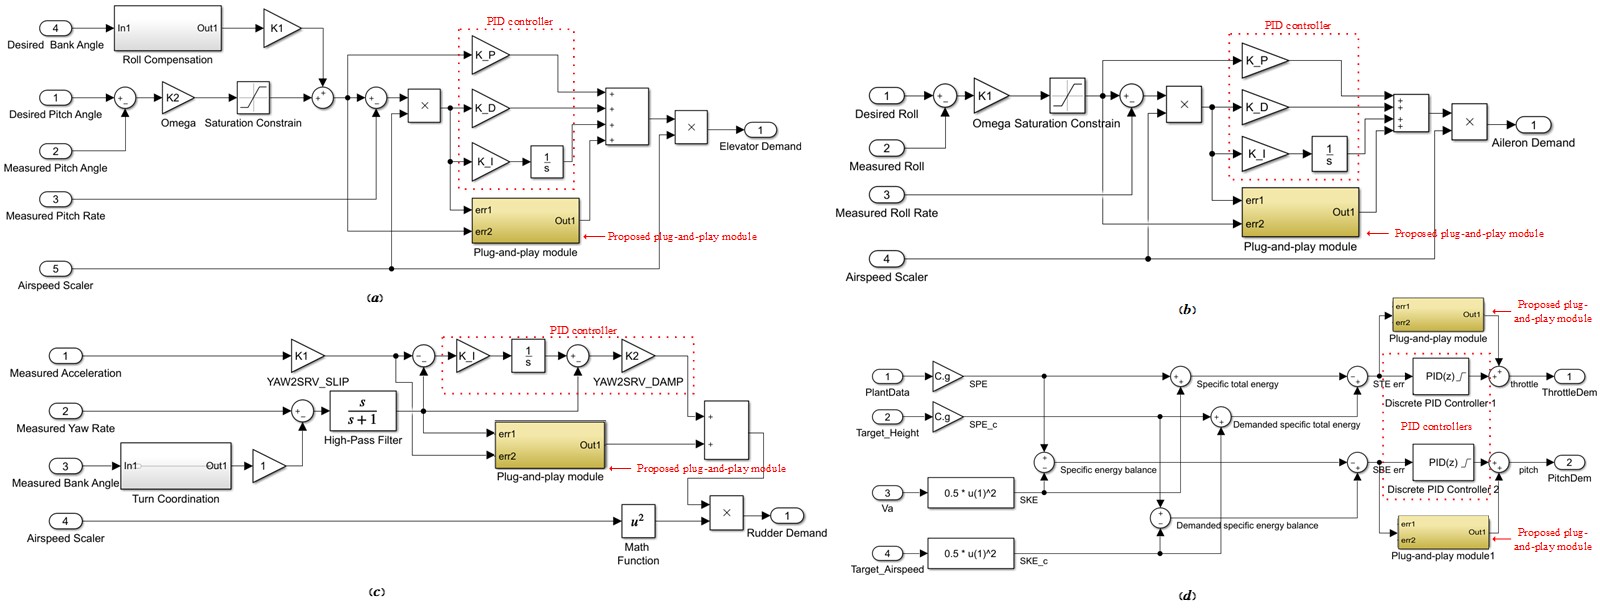 4
Desired Bank Angle
In1
Out1
Roll Compensation
K1
PID controller
1
Desired Pitch Angle
+
-
K2
Omega
Saturation Constrain
+
+
+
-
×
K_P
K_D
K_I
1
s
+
+
+
+
×
1
Elevator Demand
2
Measured Pitch Angle
3
Measured Pitch Rate
err1
err2
Out1
Plug-and-play module
Proposed plug-and-play module
5
Airspeed Scaler
(a)
PID controller
1
Desired Roll
+
-
K1
Omega
Saturation Constrain
+
-
×
K_P
K_D
K_I
1
s
+
+
+
+
×
1
Aileron Demand
2
Measured Roll
3
Measured Roll Rate
err1
err2
Out1
Plug-and-play module
Proposed plug-and-play module
4
Airspeed Scaler
(b)
PID controller
1
Measured Acceleration
K1
YAW2SRV_SLIP
-
-
K_I
1
s
+
-
K2
YAW2SRV_DAMP
2
Measured Yaw Rate
+
-
s
s + 1
High-Pass Filter
+
+
3
Measured Bank Angle
In1
Out1
Turn Coordination
1
err1
err2
Out1
Plug-and-play module
Proposed plug-and-play module
4
Airspeed Scaler
u²
Math
Function
×
1
Rudder Demand
(c)
err1
err2
Out1
Plug-and-play module
Proposed plug-
and-play module
1
PlantData
C.g
SPE
+
+
Specific total energy
+
-
STE err
PID(z)
Discrete PID Controller 1
+
+
throttle
1
ThrottleDem
2
Target_Height
C.g
SPE_c
+
+
Demanded specific total energy
PID controllers
+
-
Specific energy balance
+
-
SBE err
PID(z)
Discrete PID Controller 2
+
+
pitch
2
PitchDem
3
Va
0.5 * u(1)^2
SKE
+
-
Demanded specific energy balance
err1
err2
Out1
Plug-and-play module1
Proposed plug-
and-play module
4
Target_Airspeed
0.5 * u(1)^2
SKE_c
(d)